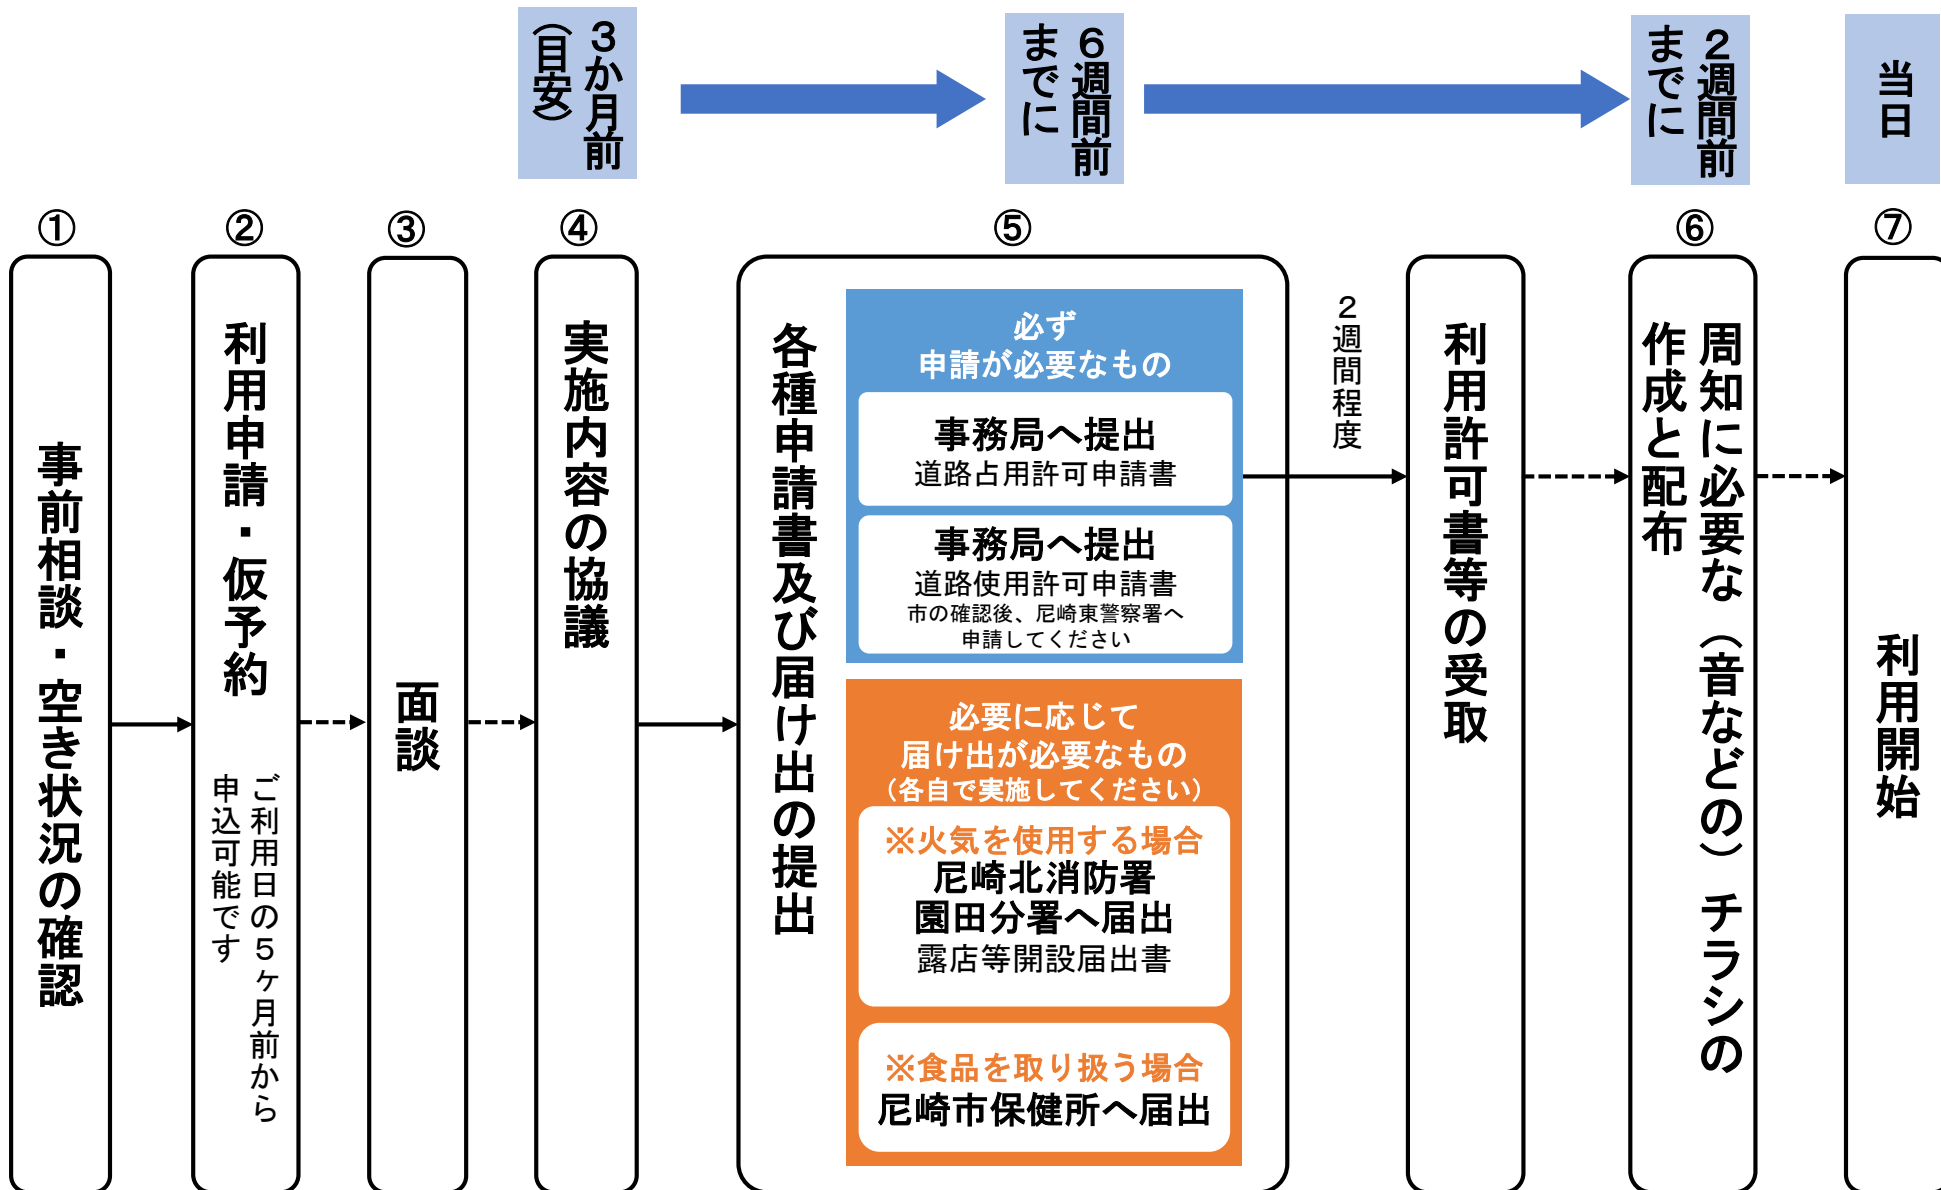 ３か月前
（目安）
６週間前
までに
２週間前
までに
当日
①
事前相談・空き状況の確認
②
利用申請・仮予約
ご利用日の５ヶ月前から
申込可能です
③
面談
④
実施内容の協議
⑤
各種申請書及び届け出の提出
必ず
申請が必要なもの
事務局へ提出
道路占用許可申請書
事務局へ提出
道路使用許可申請書
市の確認後、尼崎東警察署へ
申請してください
必要に応じて
届け出が必要なもの
（各自で実施してください）
※火気を使用する場合
尼崎北消防署
園田分署へ届出
露店等開設届出書
※食品を取り扱う場合
尼崎市保健所へ届出
２週間程度
利用許可書等の受取
⑥
周知に必要な（音などの）チラシの
作成と配布
⑦
利用開始